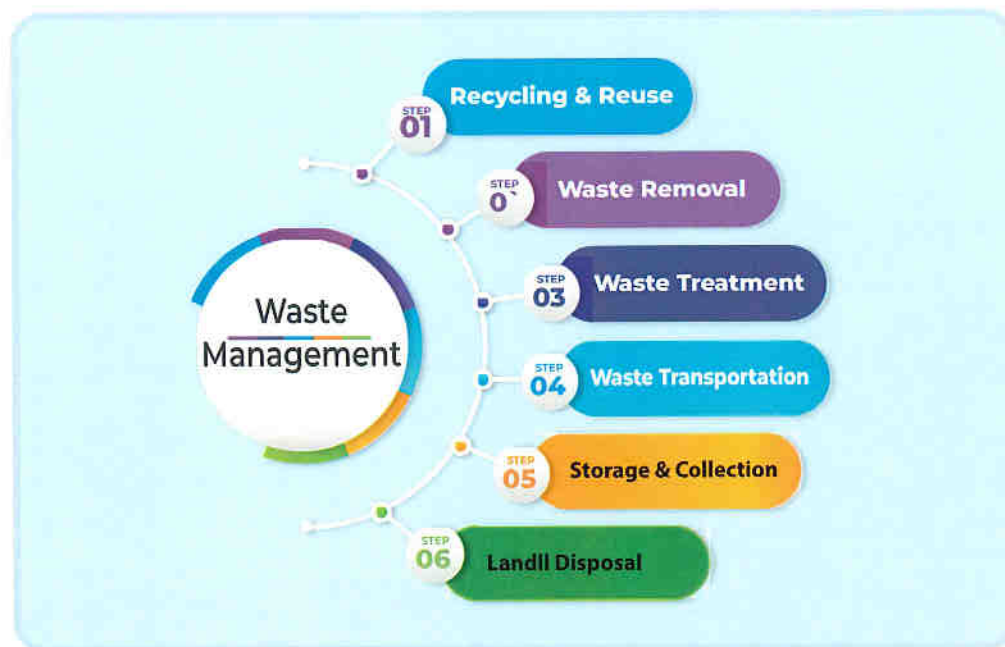 STEP
01
Recycling & Reuse
STEP
0`
Waste Removal
STEP
03
Waste Treatment
Waste
Management
STEP
04
Waste Transportation
STEP
05
Storage & Collection
STEP
06
Landll Disposal